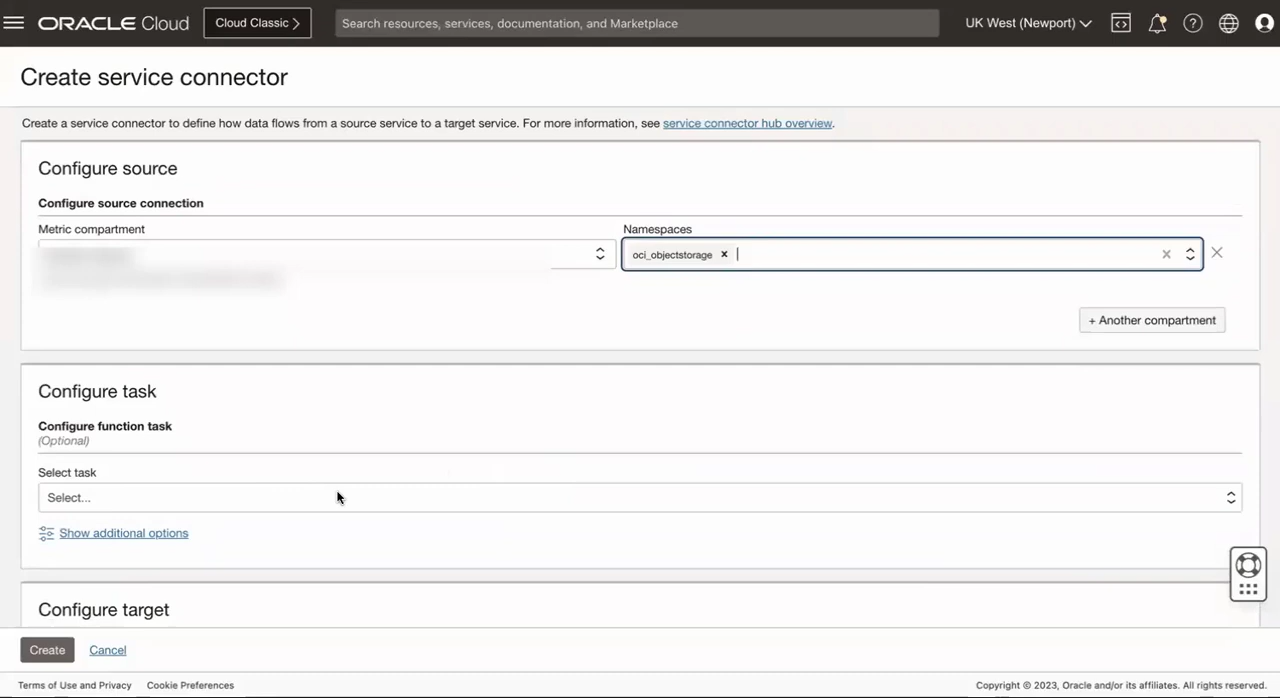 ORACLE Cloud
Cloud Classic
Search resources, services, documentation, and Marketplace
UK West (Newport)
Create service connector
Create a service connector to define how data flows from a source service to a target service. For more information, see service connector hub overview.
Configure source
Configure source connection
Metric compartment
Namespaces
oci_objectstorage
+ Another compartment
Configure task
Configure function task
(Optional)
Select task
Select...
Show additional options
Configure target
Create
Cancel
Terms of Use and Privacy
Cookie Preferences
Copyright © 2023, Oracle and/or its affiliates. All rights reserved.